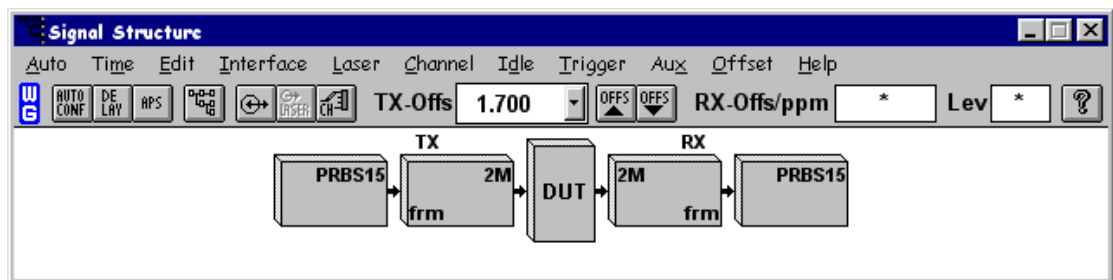 Signal Structure
Auto Time Edit Interface Laser Channel Idle Trigger Aux Offset Help
WG AUTO CONF DE LAY APS LASER CH TX-Offs 1.700 OFFS OFFS RX-Offs/ppm * Lev * ?
TX RX
PRBS15 2M DUT 2M PRBS15
frm frm